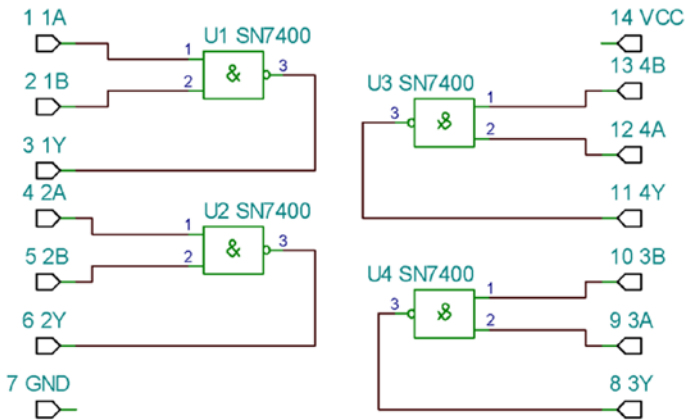 1 1A
U1 SN7400
14 VCC
1
3
&
2
13 4B
2 1B
U3 SN7400
1
3
&
2
12 4A
3 1Y
4 2A
U2 SN7400
11 4Y
1
3
&
2
5 2B
10 3B
U4 SN7400
1
3
&
2
6 2Y
9 3A
7 GND
8 3Y